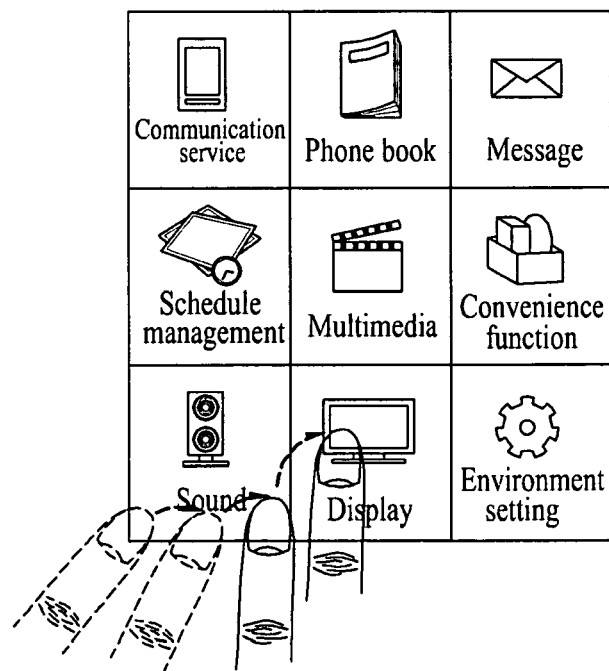 Communication
service
Phone book
Message
Schedule
management
Multimedia
Convenience
function
Sound
Display
Environment
setting